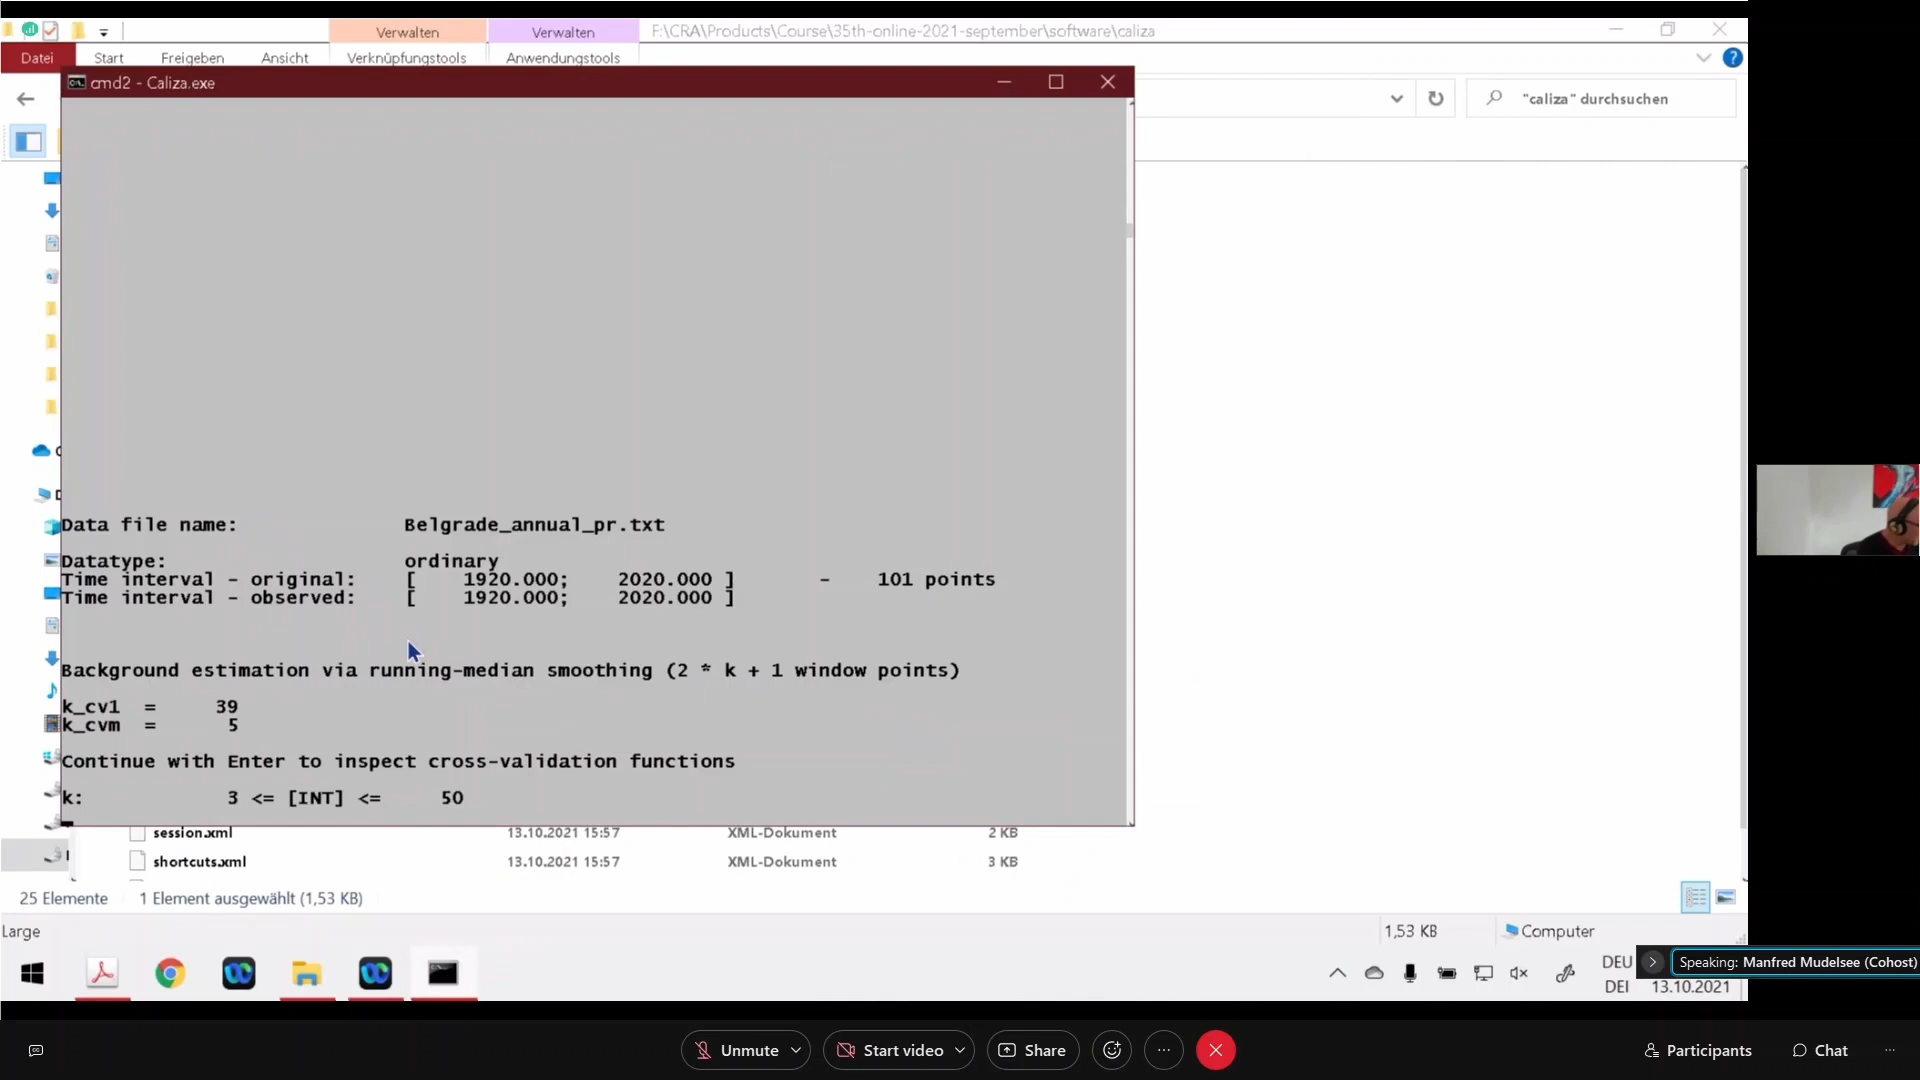 Verwalten
Verwalten
F:\CRA\Products\Course\35th-online-2021-september\software\caliza
Datei
Start
Freigeben
Ansicht
Verknüpfungstools
Anwendungstools
cmd2 - Caliza.exe
"caliza" durchsuchen
Data file name: Belgrade_annual_pr.txt
Datatype: ordinary
Time interval - original: [ 1920.000; 2020.000 ] - 101 points
Time interval - observed: [ 1920.000; 2020.000 ]
Background estimation via running-median smoothing (2 * k + 1 window points)
k_cv1 = 39
k_cvm = 5
Continue with Enter to inspect cross-validation functions
k: 3 <= [INT] <= 50
session.xml 13.10.2021 15:57 XML-Dokument 2 KB
shortcuts.xml 13.10.2021 15:57 XML-Dokument 3 KB
25 Elemente 1 Element ausgewählt (1,53 KB)
Large
1,53 KB
Computer
DEU
DEI
13.10.2021
Speaking: Manfred Mudelsee (Cohost)
Unmute
Start video
Share
Participants
Chat